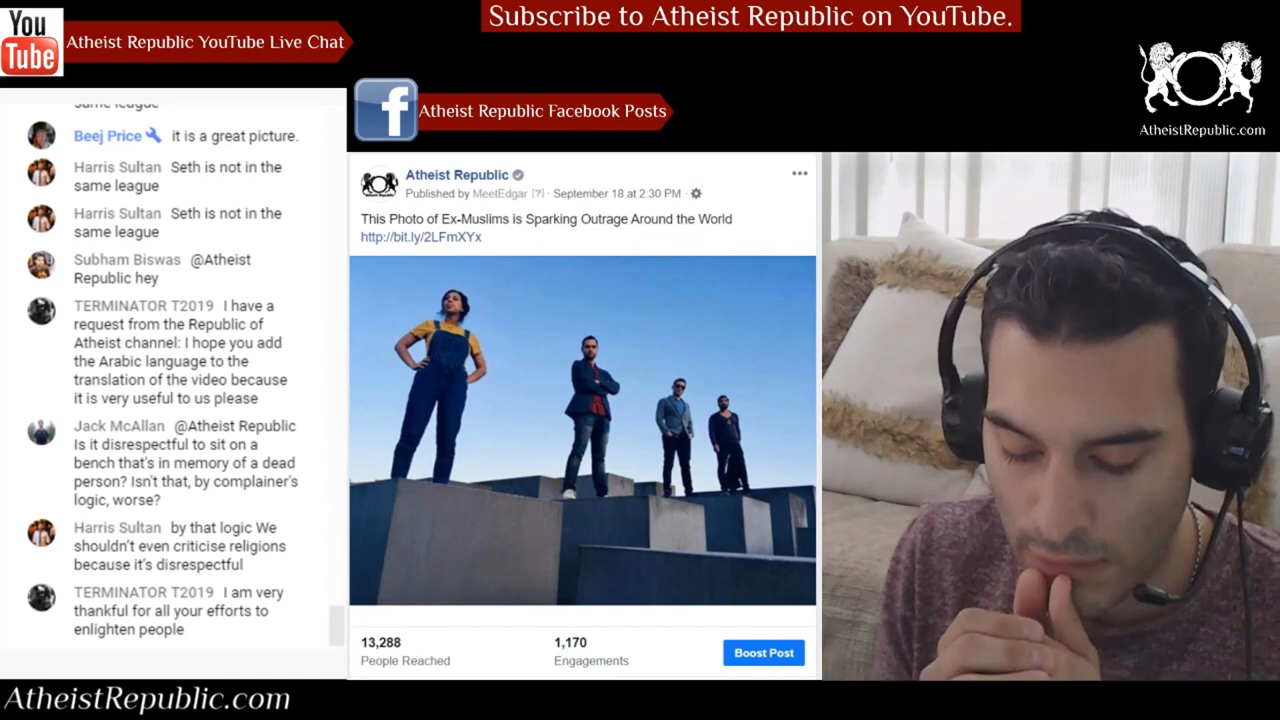 Subscribe to Atheist Republic on YouTube.
You
Tube
Atheist Republic YouTube Live Chat
AtheistRepublic.com
f
Atheist Republic Facebook Posts
same league
Beej Price it is a great picture.
Harris Sultan Seth is not in the
same league
Harris Sultan Seth is not in the
same league
Subham Biswas @Atheist
Republic hey
TERMINATOR T2019 I have a
request from the Republic of
Atheist channel: I hope you add
the Arabic language to the
translation of the video because
it is very useful to us please
Jack McAllan @Atheist Republic
Is it disrespectful to sit on a
bench that's in memory of a dead
person? Isn't that, by complainer's
logic, worse?
Harris Sultan by that logic We
shouldn't even criticise religions
because it's disrespectful
TERMINATOR T2019 I am very
thankful for all your efforts to
enlighten people
Atheist Republic
Published by MeetEdgar [?] · September 18 at 2:30 PM ·
This Photo of Ex-Muslims is Sparking Outrage Around the World
http://bit.ly/2LFmXYx
13,288
People Reached
1,170
Engagements
Boost Post
AtheistRepublic.com